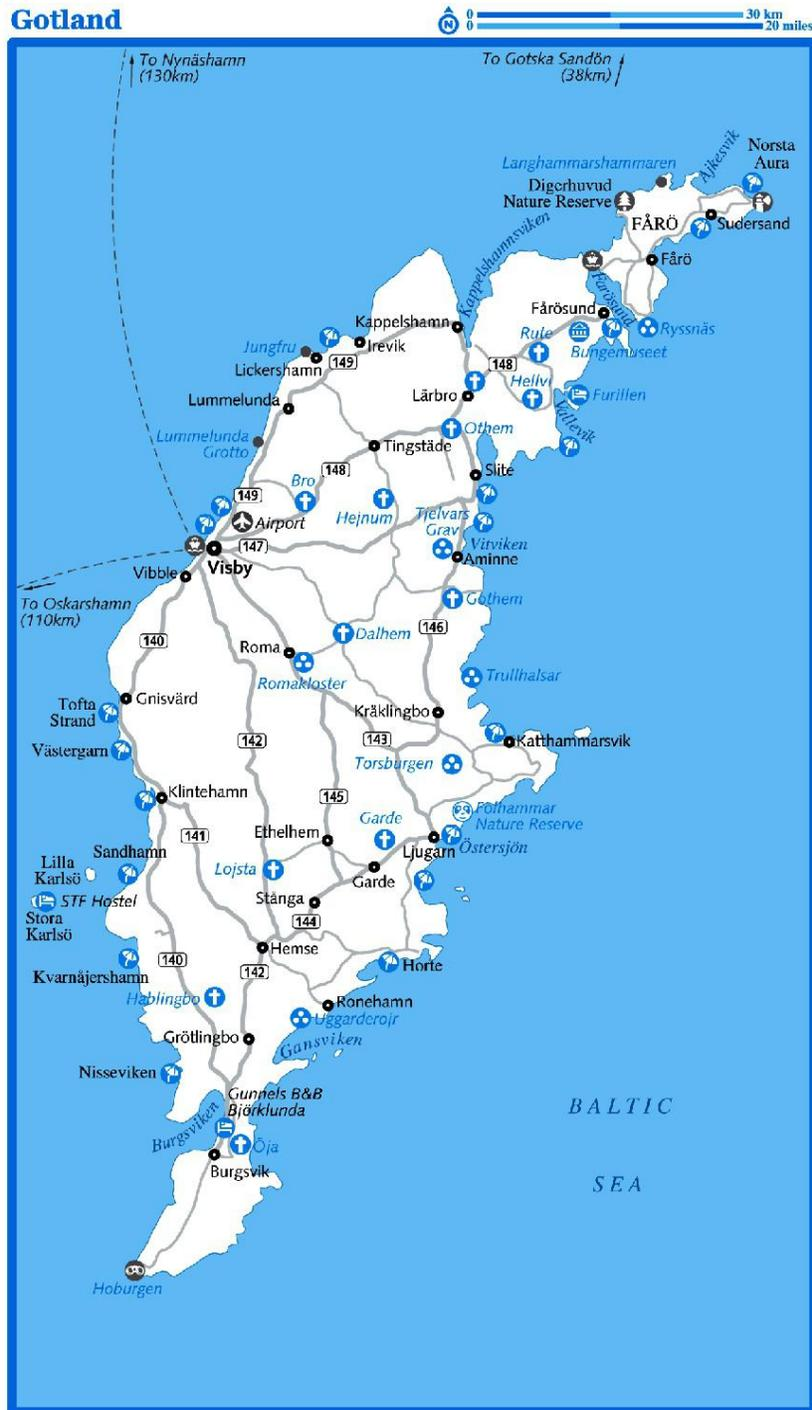 Gotland
N
0 30 km
0 20 miles
To Nynäshamn
(130km)
To Gotska Sandön
(38km)
Norsta
Aura
Ajkesvik
Langhammarshammaren
Digerhuvud
Nature Reserve
FÅRÖ
Sudersand
Kappelshamnsviken
Fårö
Fårösund
Fårösund
Kappelshamn
Rute
Ryssnäs
Bungemuseet
Jungfru
Irevik
149
148
Lickershamn
Hellvi
Lummelunda
Lärbro
Furillen
Vallevik
Othem
Lummelunda
Grotto
Tingstäde
148
Slite
Bro
149
Hejnum
Tjelvars
Grav
Airport
147
Vitviken
Visby
Aminne
Vibble
To Oskarshamn
(110km)
Gothem
146
Dalhem
140
Roma
Romakloster
Trullhalsar
Gnisvärd
Tofta
Strand
Kräklingbo
142
143
Katthammarsvik
Västergarn
Torsburgen
Klintehamn
145
Folhammar
Nature Reserve
Garde
141
Ethelhem
Sandhamn
Ljugarn
Östersjön
Lilla
Karlsö
Lojsta
Garde
STF Hostel
Stånga
Stora
Karlsö
144
Hemse
140
142
Horte
Kvarnåjershamn
Hablingbo
Ronehamn
Uggarderojr
Grötlingbo
Gansviken
Nisseviken
Gunnels B&B
Björklunda
BALTIC
Burgsviken
Öja
Burgsvik
SEA
Hoburgen